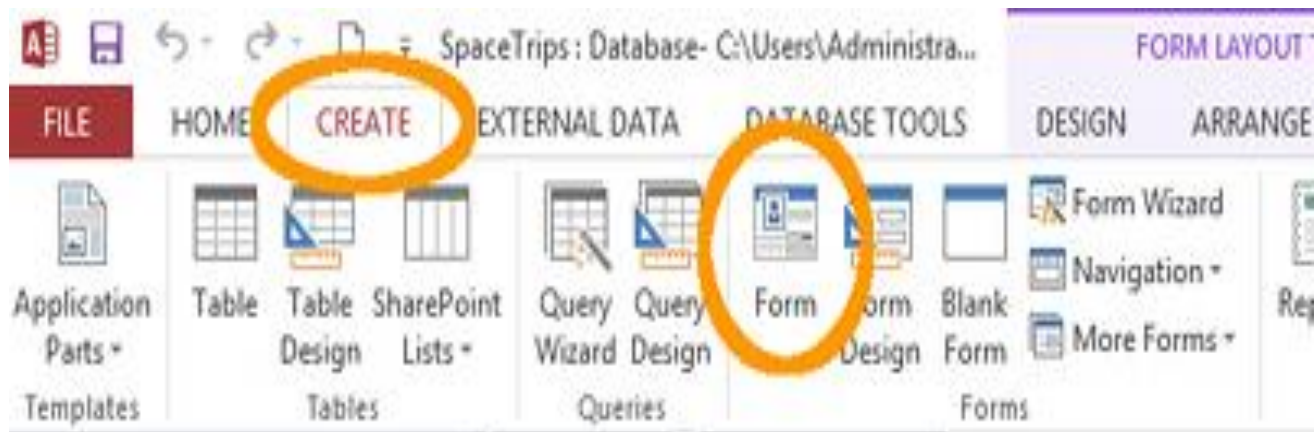 SpaceTrips : Database- C:\Users\Administra...
FORM LAYOUT
FILE HOME CREATE EXTERNAL DATA DATABASE TOOLS DESIGN ARRANGE
Application Parts
Table
Table Design
SharePoint Lists
Query Wizard
Query Design
Form
Form Design
Blank Form
Form Wizard
Navigation
More Forms
Templates Tables Queries Forms